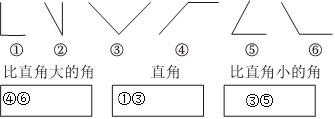 ① ② ③ ④ ⑤ ⑥
比直角大的角 直角 比直角小的角
④⑥ ①③ ③⑤